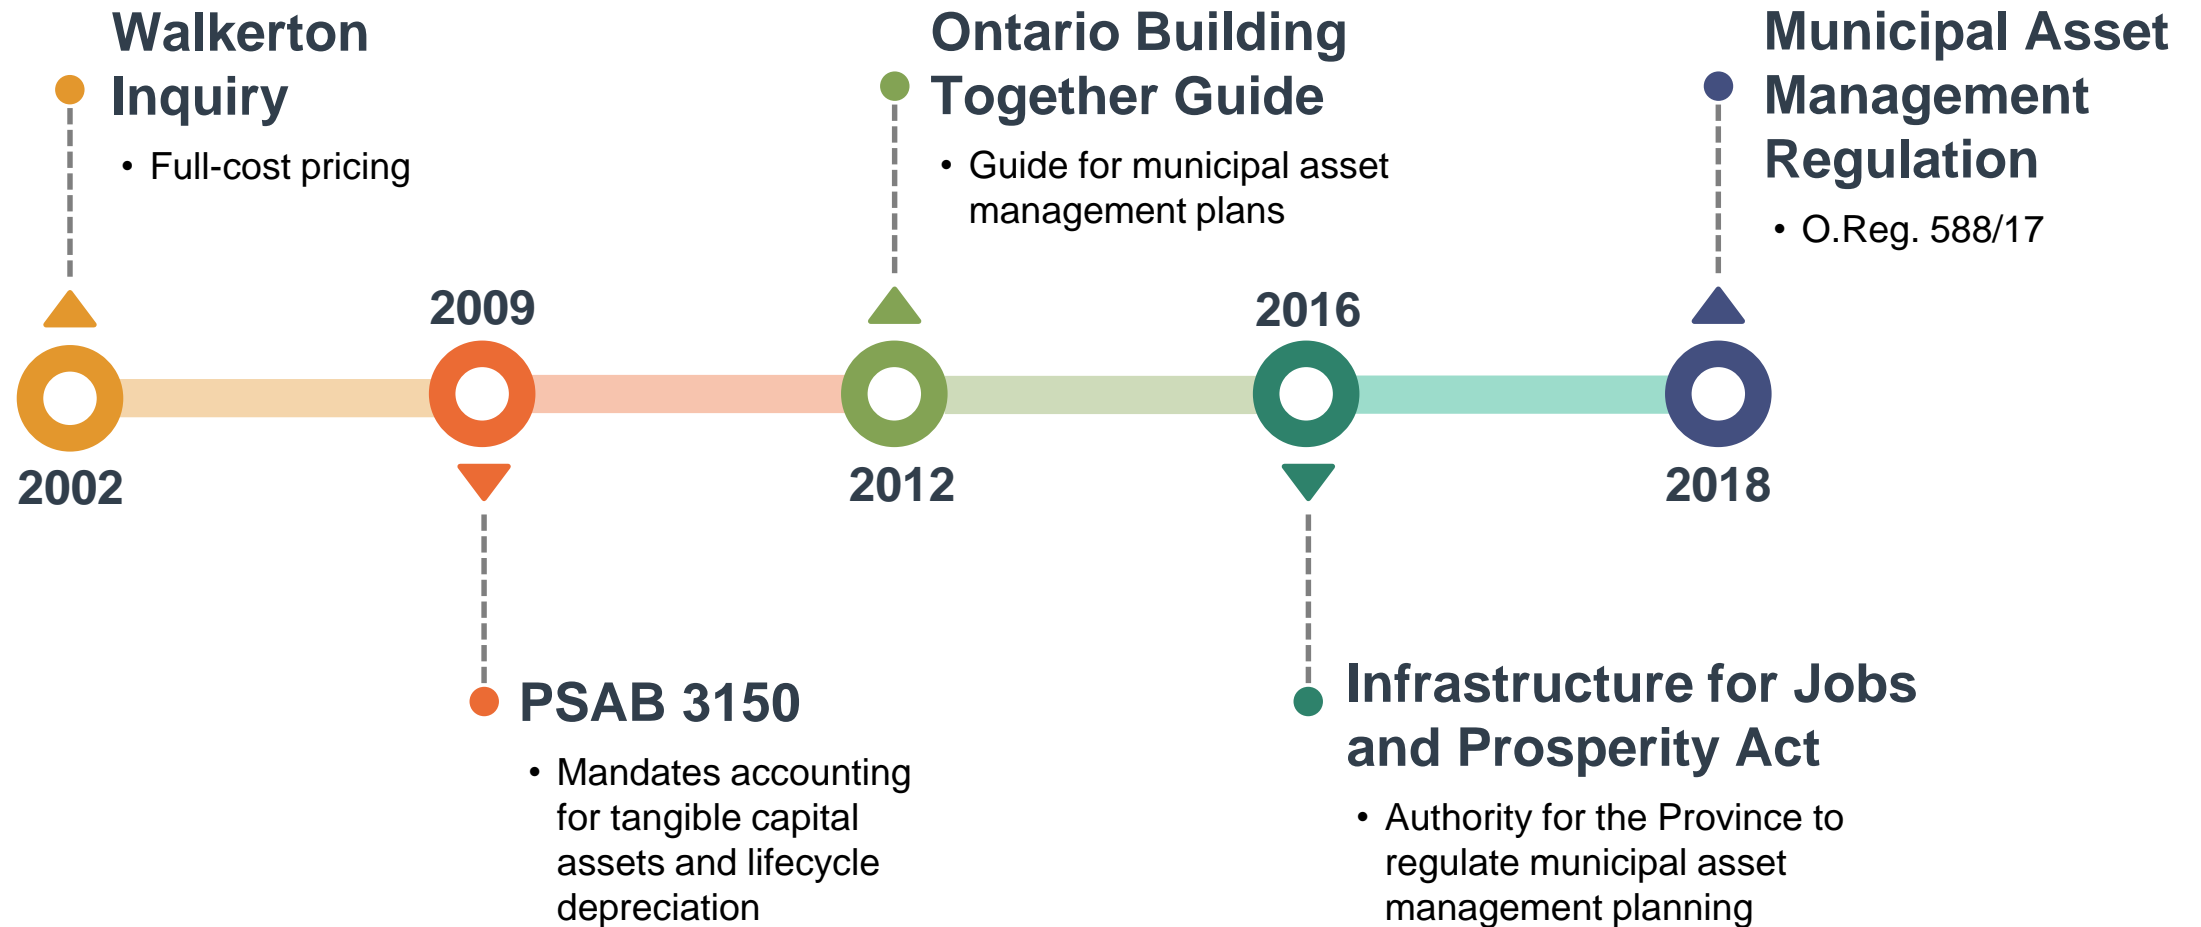 Walkerton
Inquiry
• Full-cost pricing
2002
2009
PSAB 3150
• Mandates accounting
for tangible capital
assets and lifecycle
depreciation
Ontario Building
Together Guide
• Guide for municipal asset
management plans
2012
2016
Infrastructure for Jobs
and Prosperity Act
• Authority for the Province to
regulate municipal asset
management planning
Municipal Asset
Management
Regulation
• O.Reg. 588/17
2018